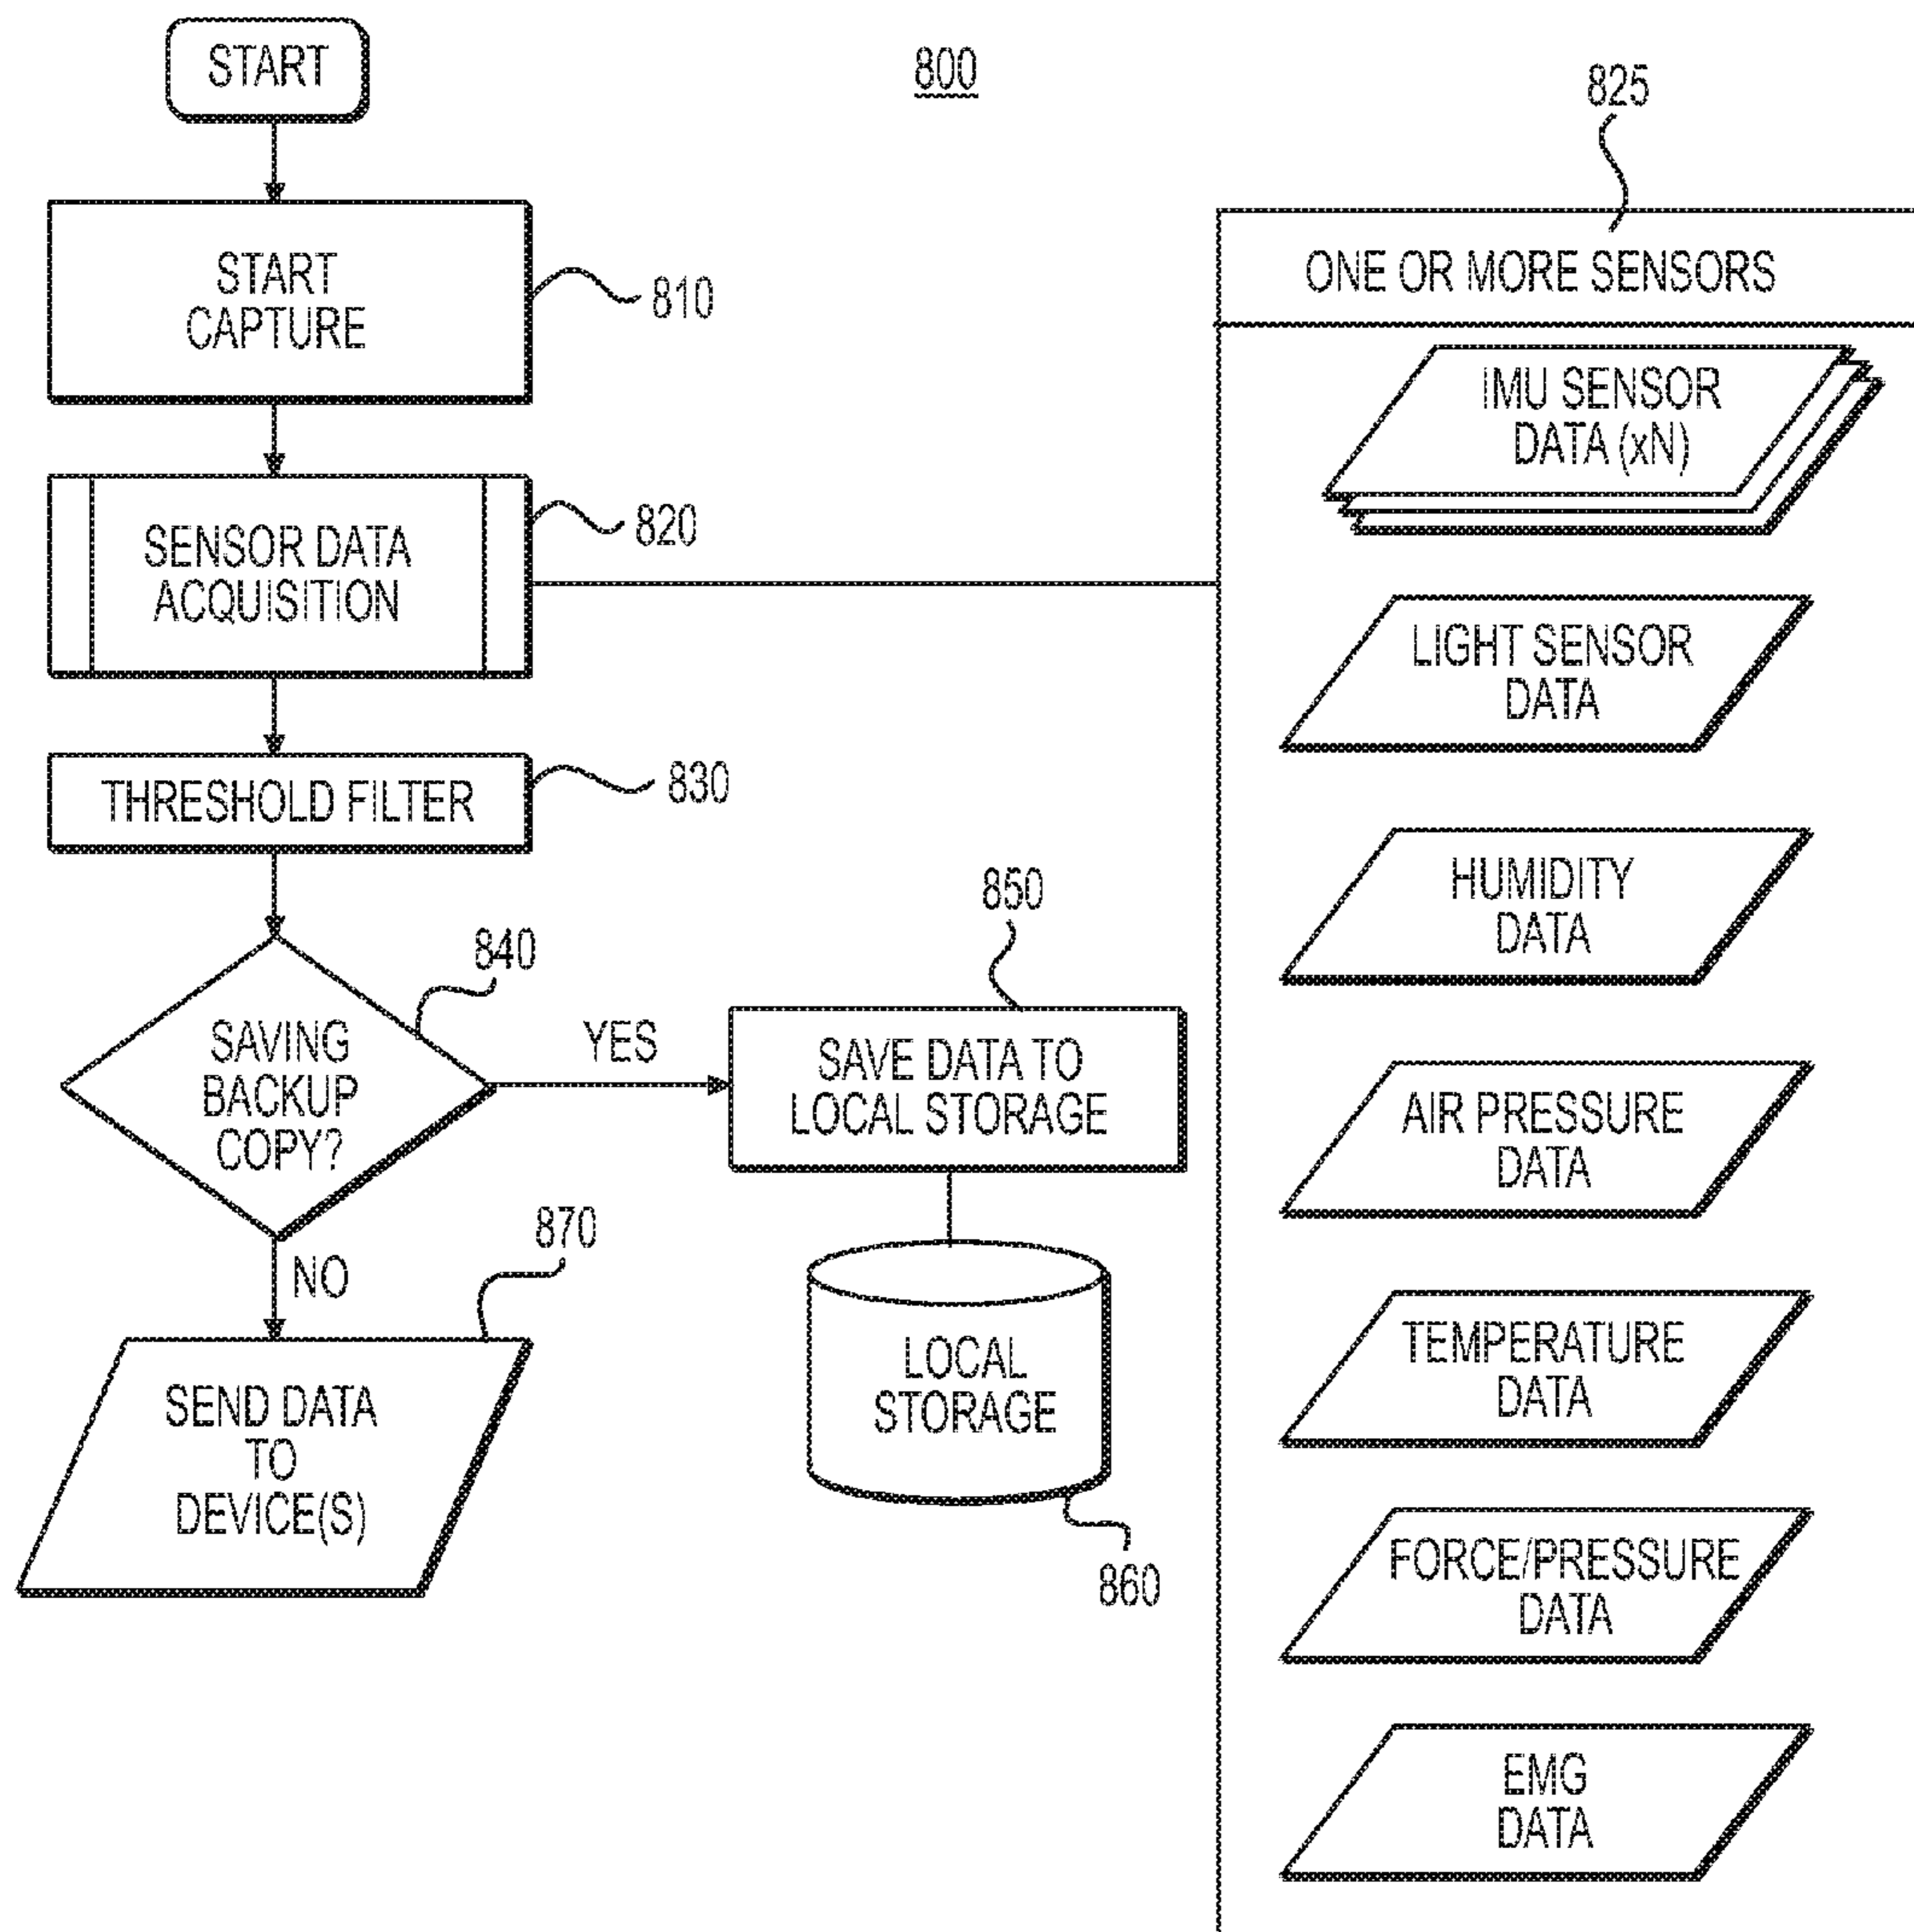 START
800
825
START
CAPTURE
810
ONE OR MORE SENSORS
IMU SENSOR
DATA (xN)
SENSOR DATA
ACQUISITION
820
LIGHT SENSOR
DATA
THRESHOLD FILTER
830
HUMIDITY
DATA
840
850
SAVING
BACKUP
COPY?
YES
SAVE DATA TO
LOCAL STORAGE
AIR PRESSURE
DATA
NO
870
SEND DATA
TO
DEVICE(S)
LOCAL
STORAGE
860
TEMPERATURE
DATA
FORCE/PRESSURE
DATA
EMG
DATA